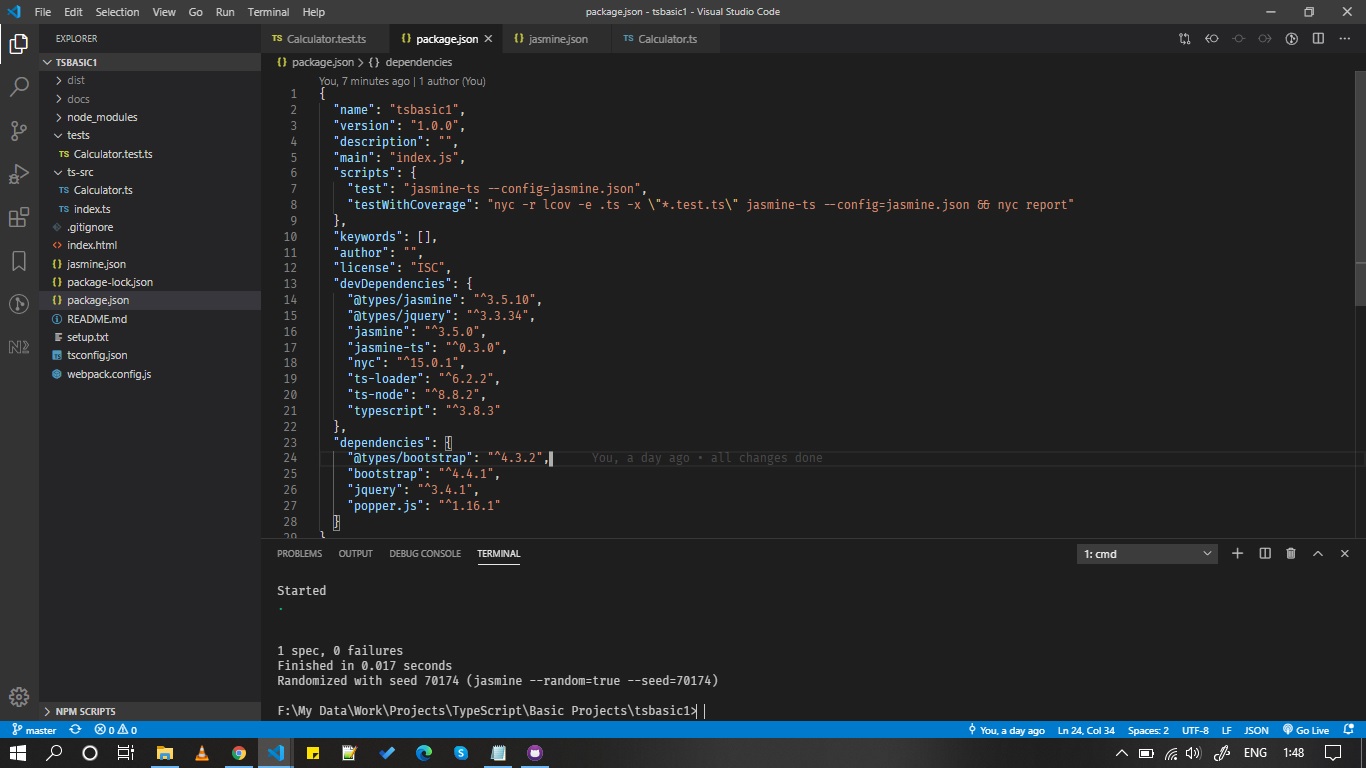 File Edit Selection View Go Run Terminal Help
package.json - tsbasic1 - Visual Studio Code
EXPLORER
TSBASIC1
dist
docs
node_modules
tests
TS Calculator.test.ts
ts-src
TS Calculator.ts
TS index.ts
.gitignore
index.html
{} jasmine.json
{} package-lock.json
{} package.json
README.md
setup.txt
tsconfig.json
webpack.config.js
NPM SCRIPTS
TS Calculator.test.ts
{} package.json
{} jasmine.json
TS Calculator.ts
{} package.json > {} dependencies
You, 7 minutes ago | 1 author (You)
1 {
2 "name": "tsbasic1",
3 "version": "1.0.0",
4 "description": "",
5 "main": "index.js",
6 "scripts": {
7 "test": "jasmine-ts --config=jasmine.json",
8 "testWithCoverage": "nyc -r lcov -e .ts -x \"*.test.ts\" jasmine-ts --config=jasmine.json && nyc report"
9 },
10 "keywords": [],
11 "author": "",
12 "license": "ISC",
13 "devDependencies": {
14 "@types/jasmine": "^3.5.10",
15 "@types/jquery": "^3.3.34",
16 "jasmine": "^3.5.0",
17 "jasmine-ts": "^0.3.0",
18 "nyc": "^15.0.1",
19 "ts-loader": "^6.2.2",
20 "ts-node": "^8.8.2",
21 "typescript": "^3.8.3"
22 },
23 "dependencies": {
24 "@types/bootstrap": "^4.3.2", You, a day ago • all changes done
25 "bootstrap": "^4.4.1",
26 "jquery": "^3.4.1",
27 "popper.js": "^1.16.1"
28 }
29 }
PROBLEMS OUTPUT DEBUG CONSOLE TERMINAL
1: cmd
Started
.
1 spec, 0 failures
Finished in 0.017 seconds
Randomized with seed 70174 (jasmine --random=true --seed=70174)
F:\My Data\Work\Projects\TypeScript\Basic Projects\tsbasic1>
master 0 0
You, a day ago Ln 24, Col 34 Spaces: 2 UTF-8 LF JSON Go Live
ENG 1:48